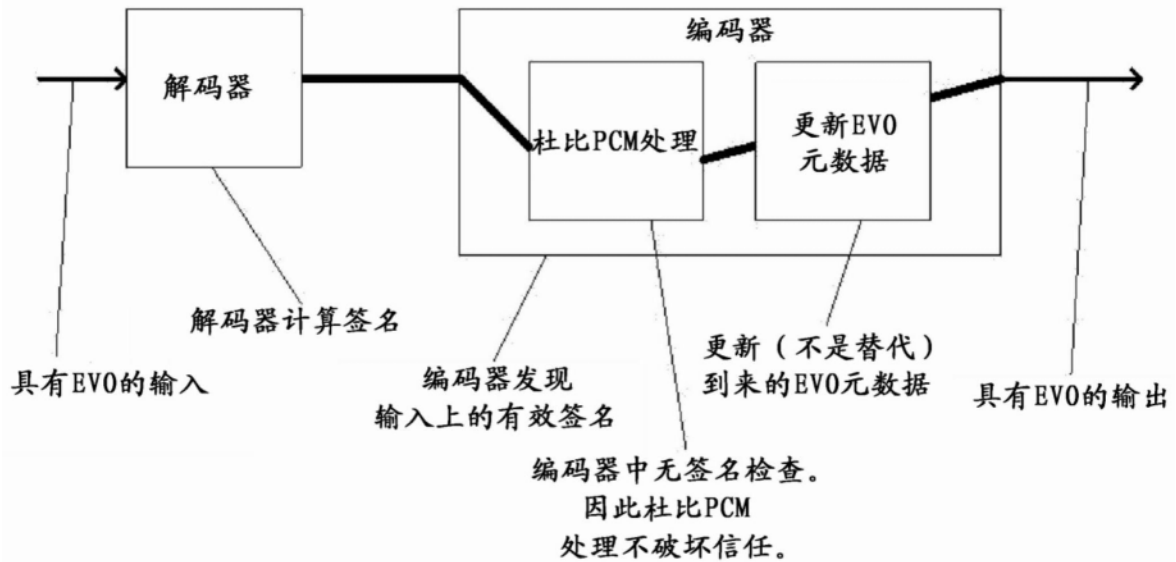 编码器
解码器
杜比PCM处理
更新EVO
元数据
解码器计算签名
具有EVO的输入
编码器发现
输入上的有效签名
更新（不是替代）
到来的EVO元数据
具有EVO的输出
编码器中无签名检查。
因此杜比PCM
处理不破坏信任。